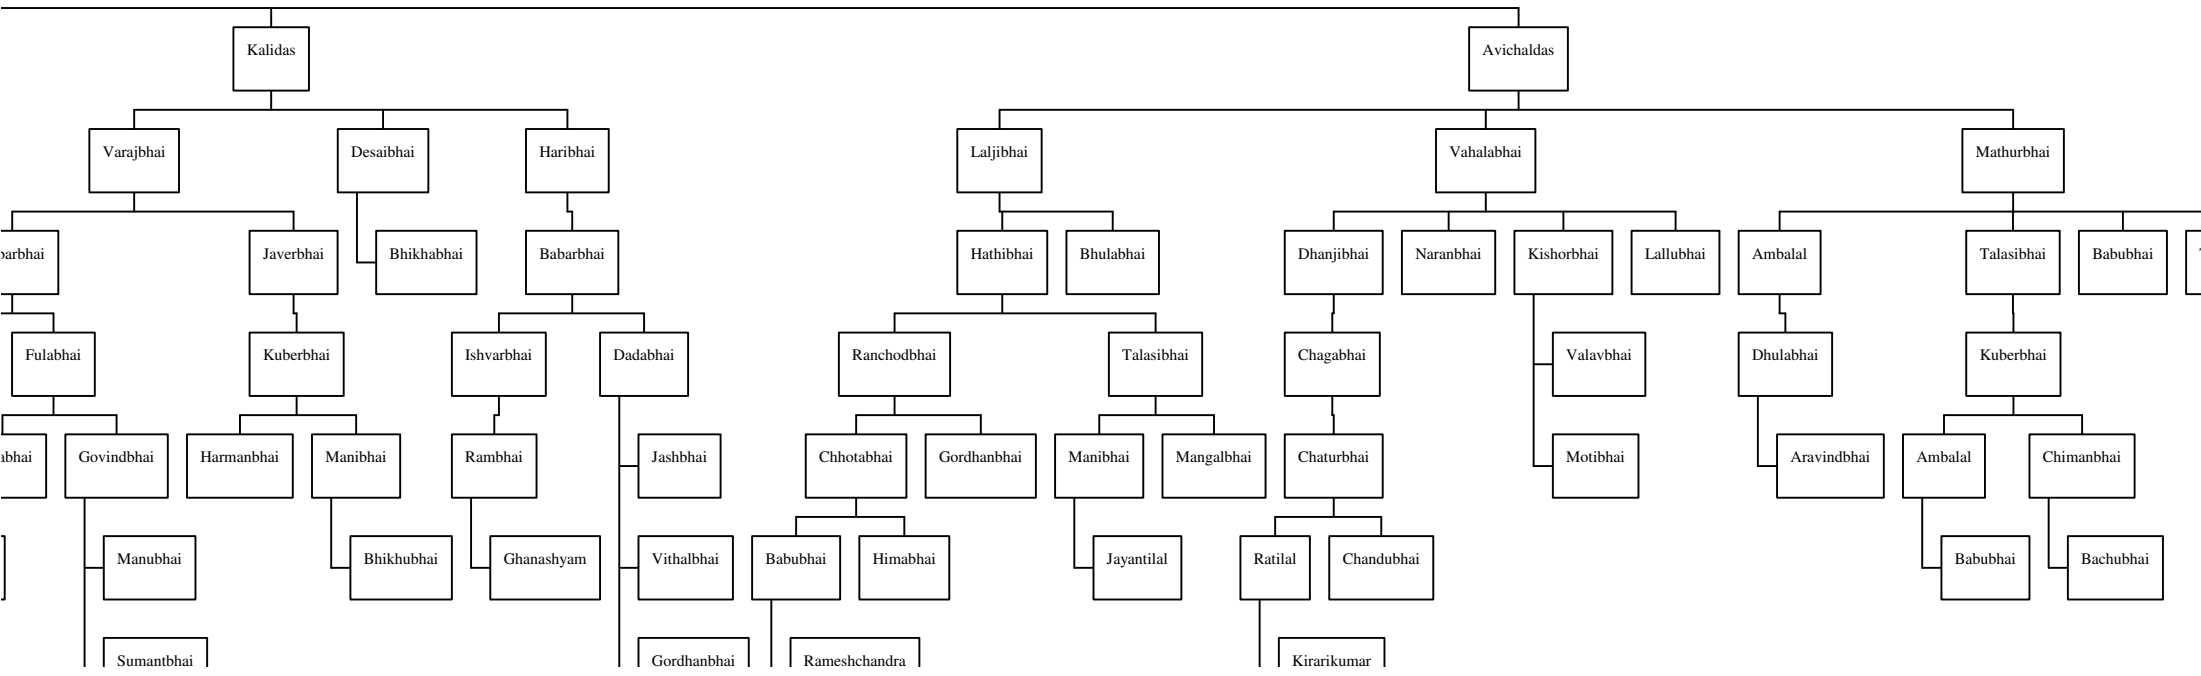 Kalidas
Avichaldas
Varajbhai
Desaibhai
Haribhai
Laljibhai
Vahalabhai
Mathurbhai
Javerbhai
Bhikhabhai
Babarbhai
Hathibhai
Bhulabhai
Dhanjibhai
Naranbhai
Kishorbhai
Lallubhai
Ambalal
Talasibhai
Babubhai
Fulabhai
Kuberbhai
Ishvarbhai
Dadabhai
Ranchodbhai
Talasibhai
Chagabhai
Valavbhai
Dhulabhai
Kuberbhai
Govindbhai
Harmanbhai
Manibhai
Rambhai
Jashbhai
Chhotabhai
Gordhanbhai
Manibhai
Mangalbhai
Chaturbhai
Motibhai
Aravindbhai
Ambalal
Chimanbhai
Manubhai
Bhikhubhai
Ghanashyam
Vithalbhai
Babubhai
Himabhai
Jayantilal
Ratilal
Chandubhai
Babubhai
Bachubhai
Sumantbhai
Gordhanbhai
Rameshchandra
Kirarikumar